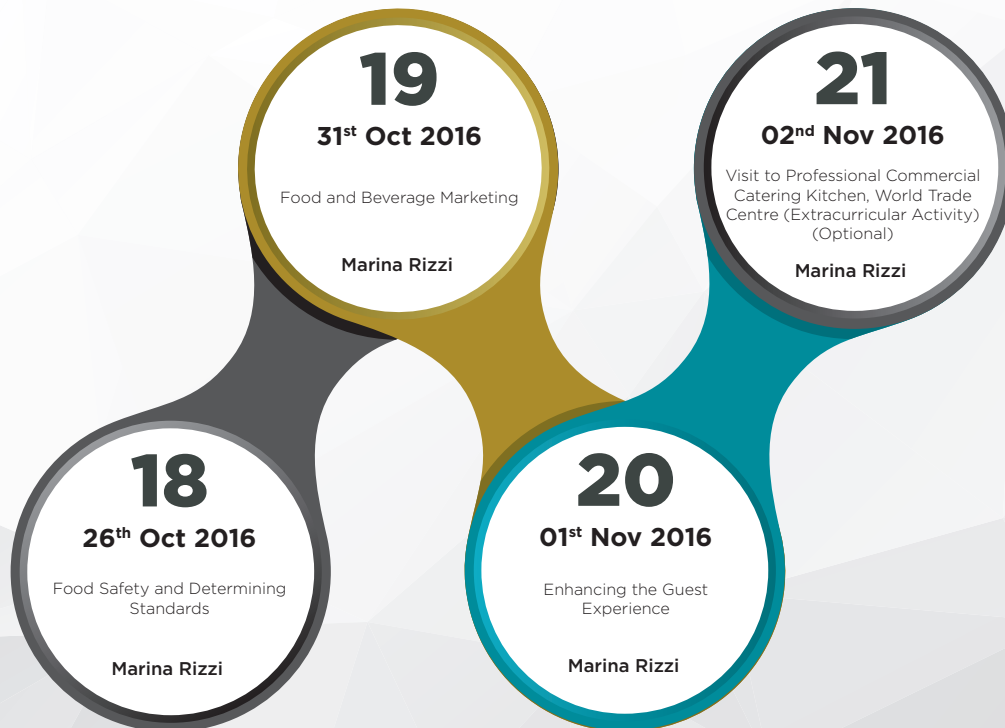 18
26th Oct 2016
Food Safety and Determining
Standards
Marina Rizzi
19
31st Oct 2016
Food and Beverage Marketing
Marina Rizzi
20
01st Nov 2016
Enhancing the Guest
Experience
Marina Rizzi
21
02nd Nov 2016
Visit to Professional Commercial
Catering Kitchen, World Trade
Centre (Extracurricular Activity)
(Optional)
Marina Rizzi